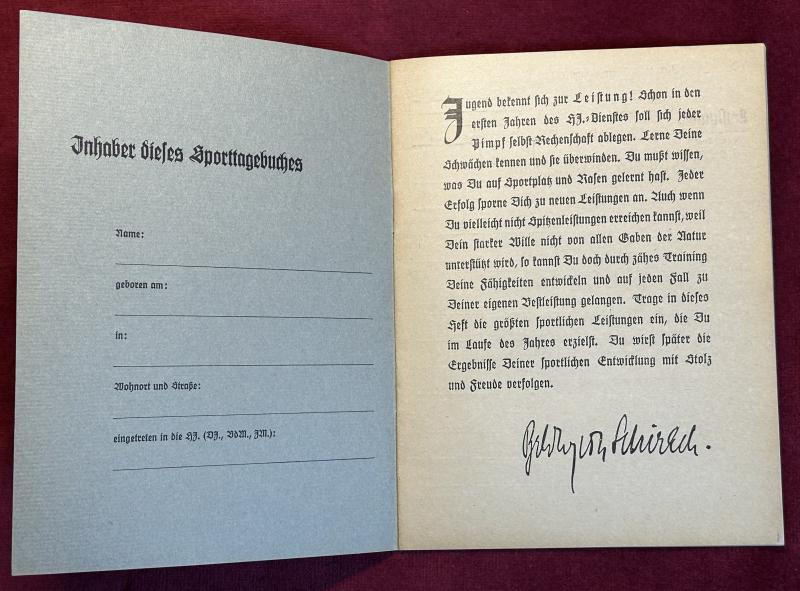 Inhaber dieses Sporttagebuches
Name:
geboren am:
in:
Wohnort und Straße:
eingetreten in die HJ. (DJ., BdM., JM.):
Jugend bekennt sich zur Leistung! Schon in den
ersten Jahren des HJ.-Dienstes soll sich jeder
Pimpf selbst Rechenschaft ablegen. Lerne Deine
Schwächen kennen und sie überwinden. Du mußt wissen,
was Du auf Sportplatz und Rasen gelernt hast. Jeder
Erfolg sporne Dich zu neuen Leistungen an. Auch wenn
Du vielleicht nicht Spitzenleistungen erreichen kannst, weil
Dein starker Wille nicht von allen Gaben der Natur
unterstützt wird, so kannst Du doch durch zähes Training
Deine Fähigkeiten entwickeln und auf jeden Fall zu
Deiner eigenen Bestleistung gelangen. Trage in dieses
Heft die größten sportlichen Leistungen ein, die Du
im Laufe des Jahres erzielst. Du wirst später die
Ergebnisse Deiner sportlichen Entwicklung mit Stolz
und Freude verfolgen.
Baldur von Schirach.